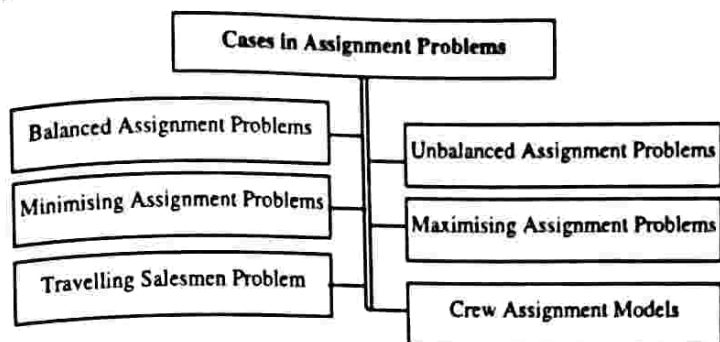 Cases in Assignment Problems
Balanced Assignment Problems
Unbalanced Assignment Problems
Minimising Assignment Problems
Maximising Assignment Problems
Travelling Salesmen Problem
Crew Assignment Models